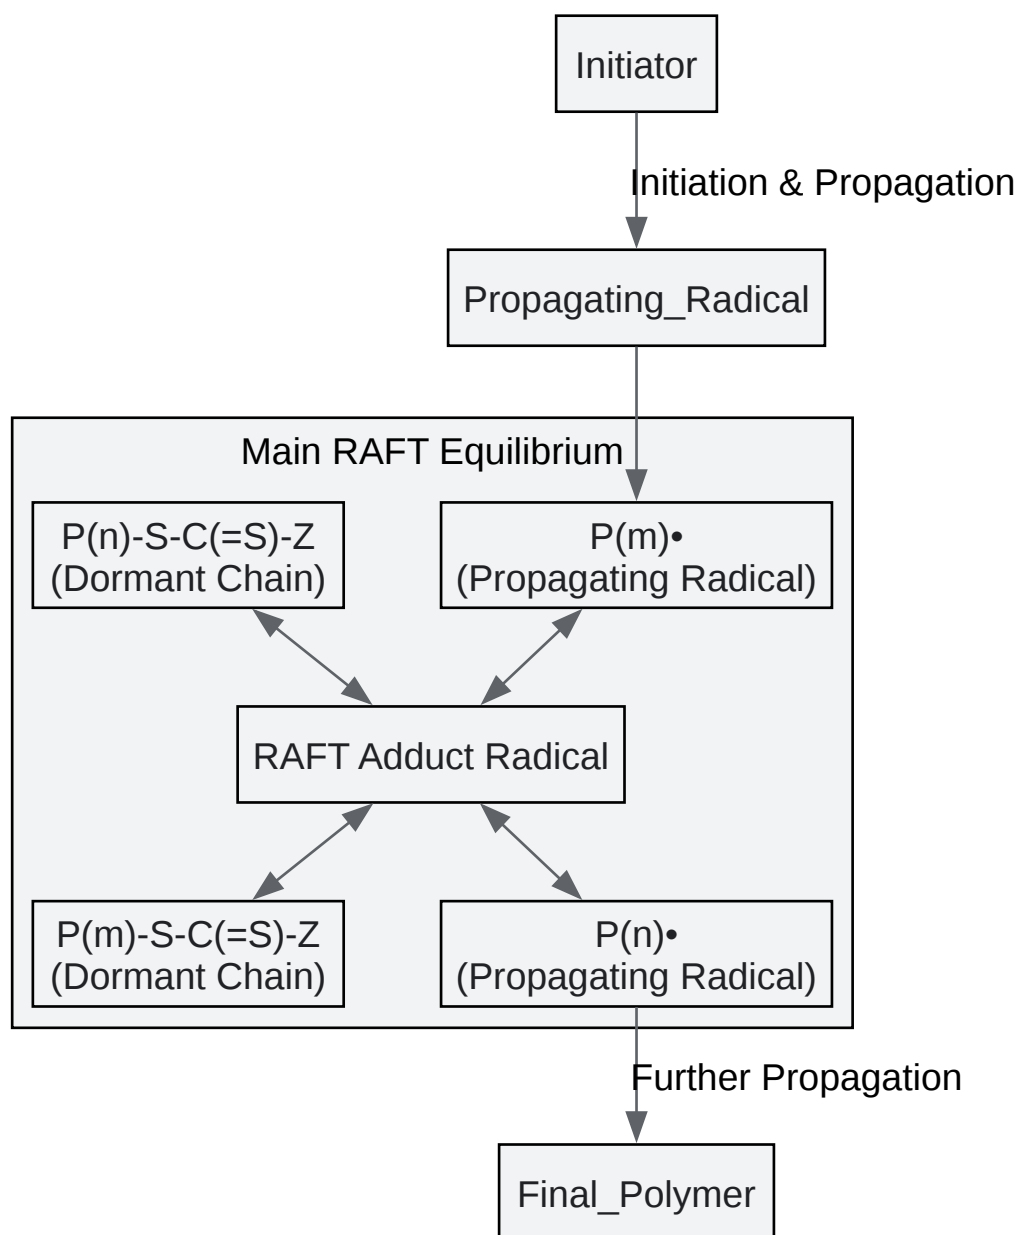 Initiator
Initiation & Propagation
Propagating_Radical
Main RAFT Equilibrium
P(n)-S-C(=S)-Z
(Dormant Chain)
P(m)•
(Propagating Radical)
RAFT Adduct Radical
P(m)-S-C(=S)-Z
(Dormant Chain)
P(n)•
(Propagating Radical)
Further Propagation
Final_Polymer